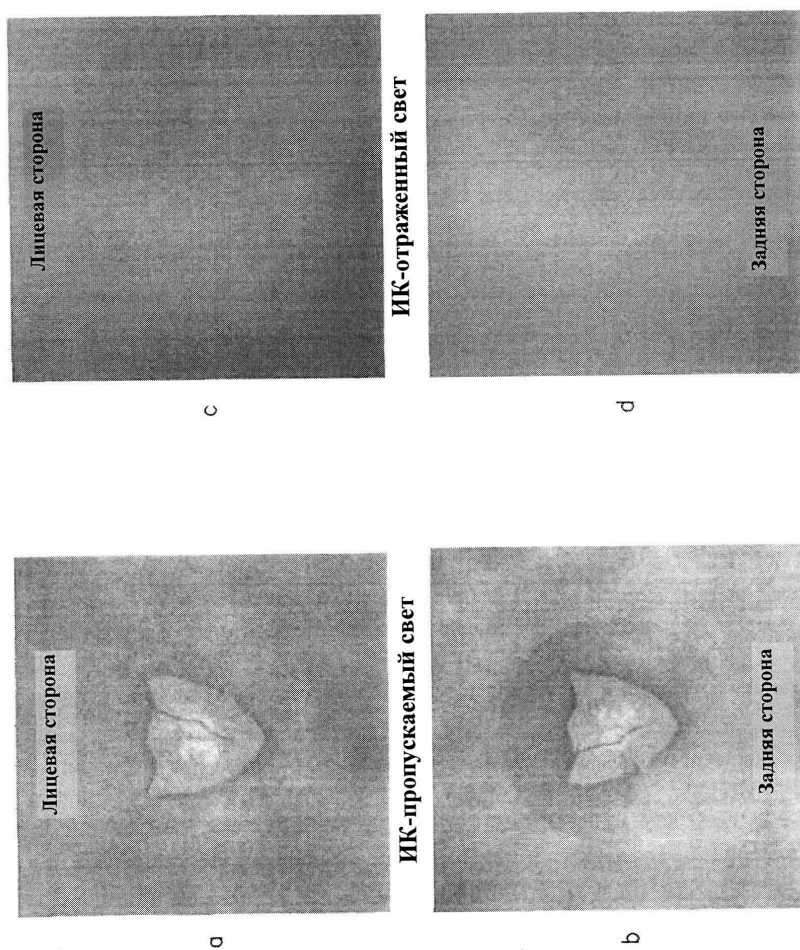 a
Лицевая сторона
c
Лицевая сторона
ИК-пропускаемый свет
ИК-отраженный свет
b
Задняя сторона
d
Задняя сторона